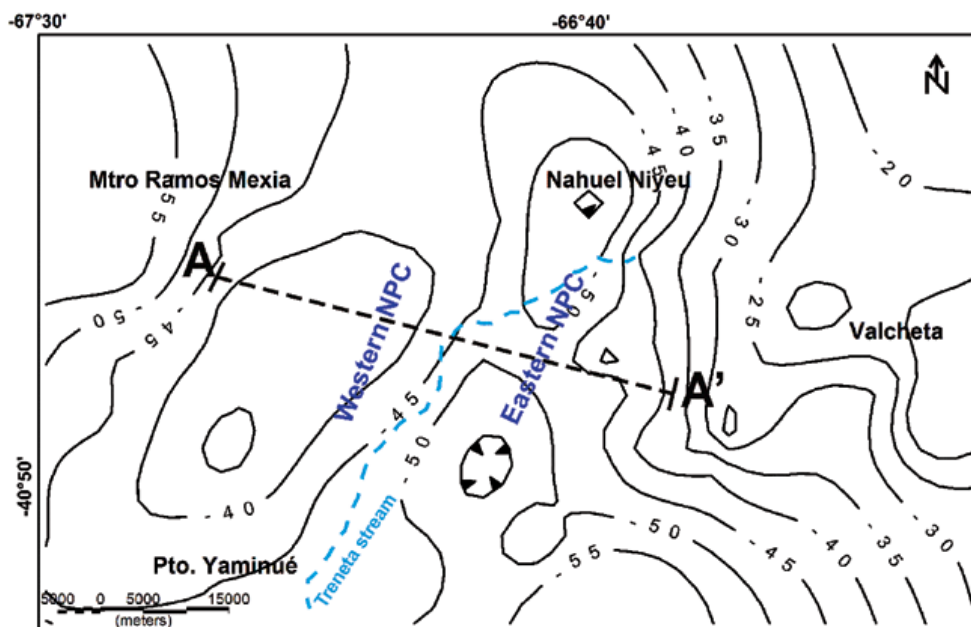 -67°30'
-66°40'
N
-35
-40
-45
-20
Mtro Ramos Mexia
Nahuel Niyeu
-55
-30
A
-50
-50
-25
Western NPC
Eastern NPC
Valcheta
-45
A'
-45
-50
-40°50'
-40
Treneta stream
-50
-30
-35
-55
-45
-40
Pto. Yaminué
5000 0 5000 15000
(meters)